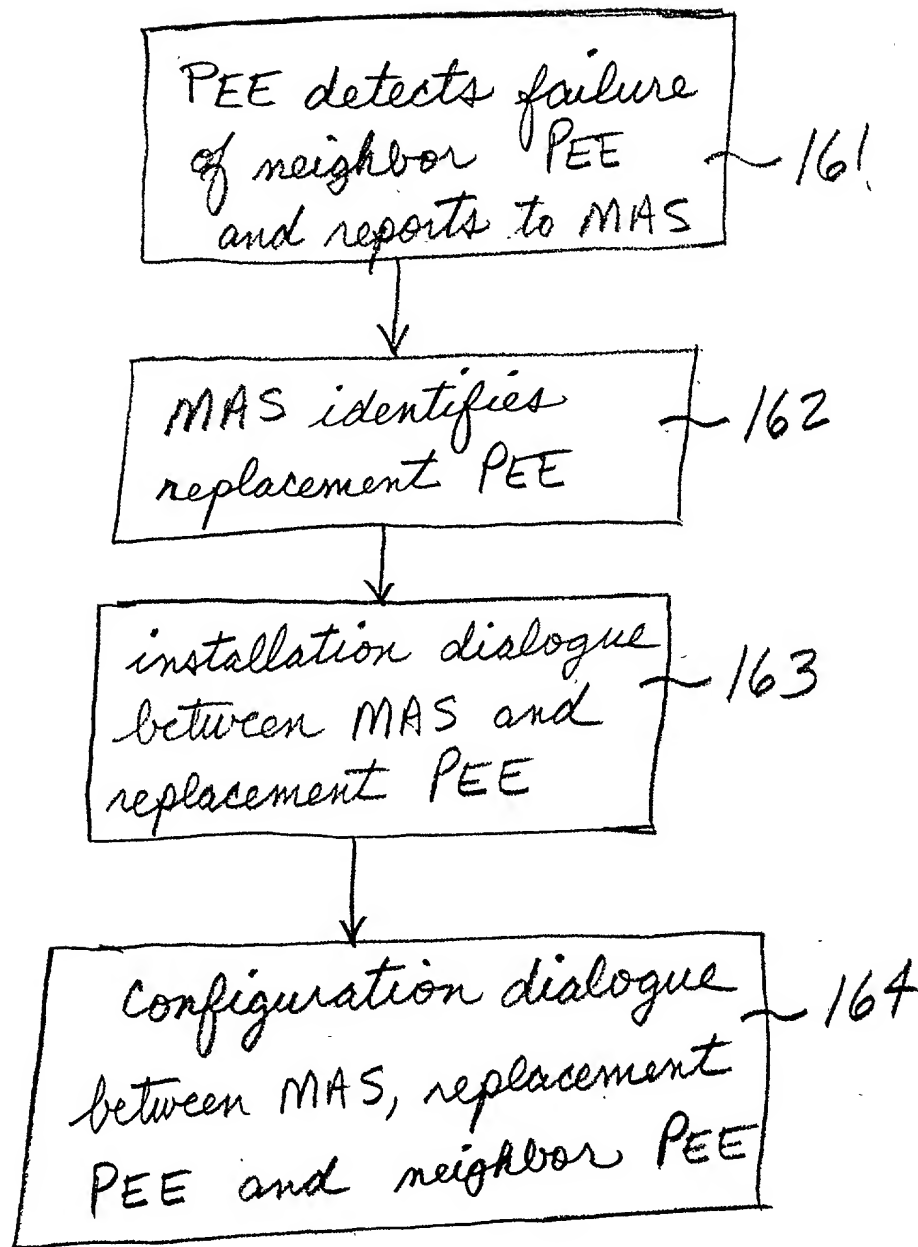 PEE detects failure
of neighbor PEE
and reports to MAS
161
MAS identifies
replacement PEE
162
installation dialogue
between MAS and
replacement PEE
163
configuration dialogue
between MAS, replacement
PEE and neighbor PEE
164